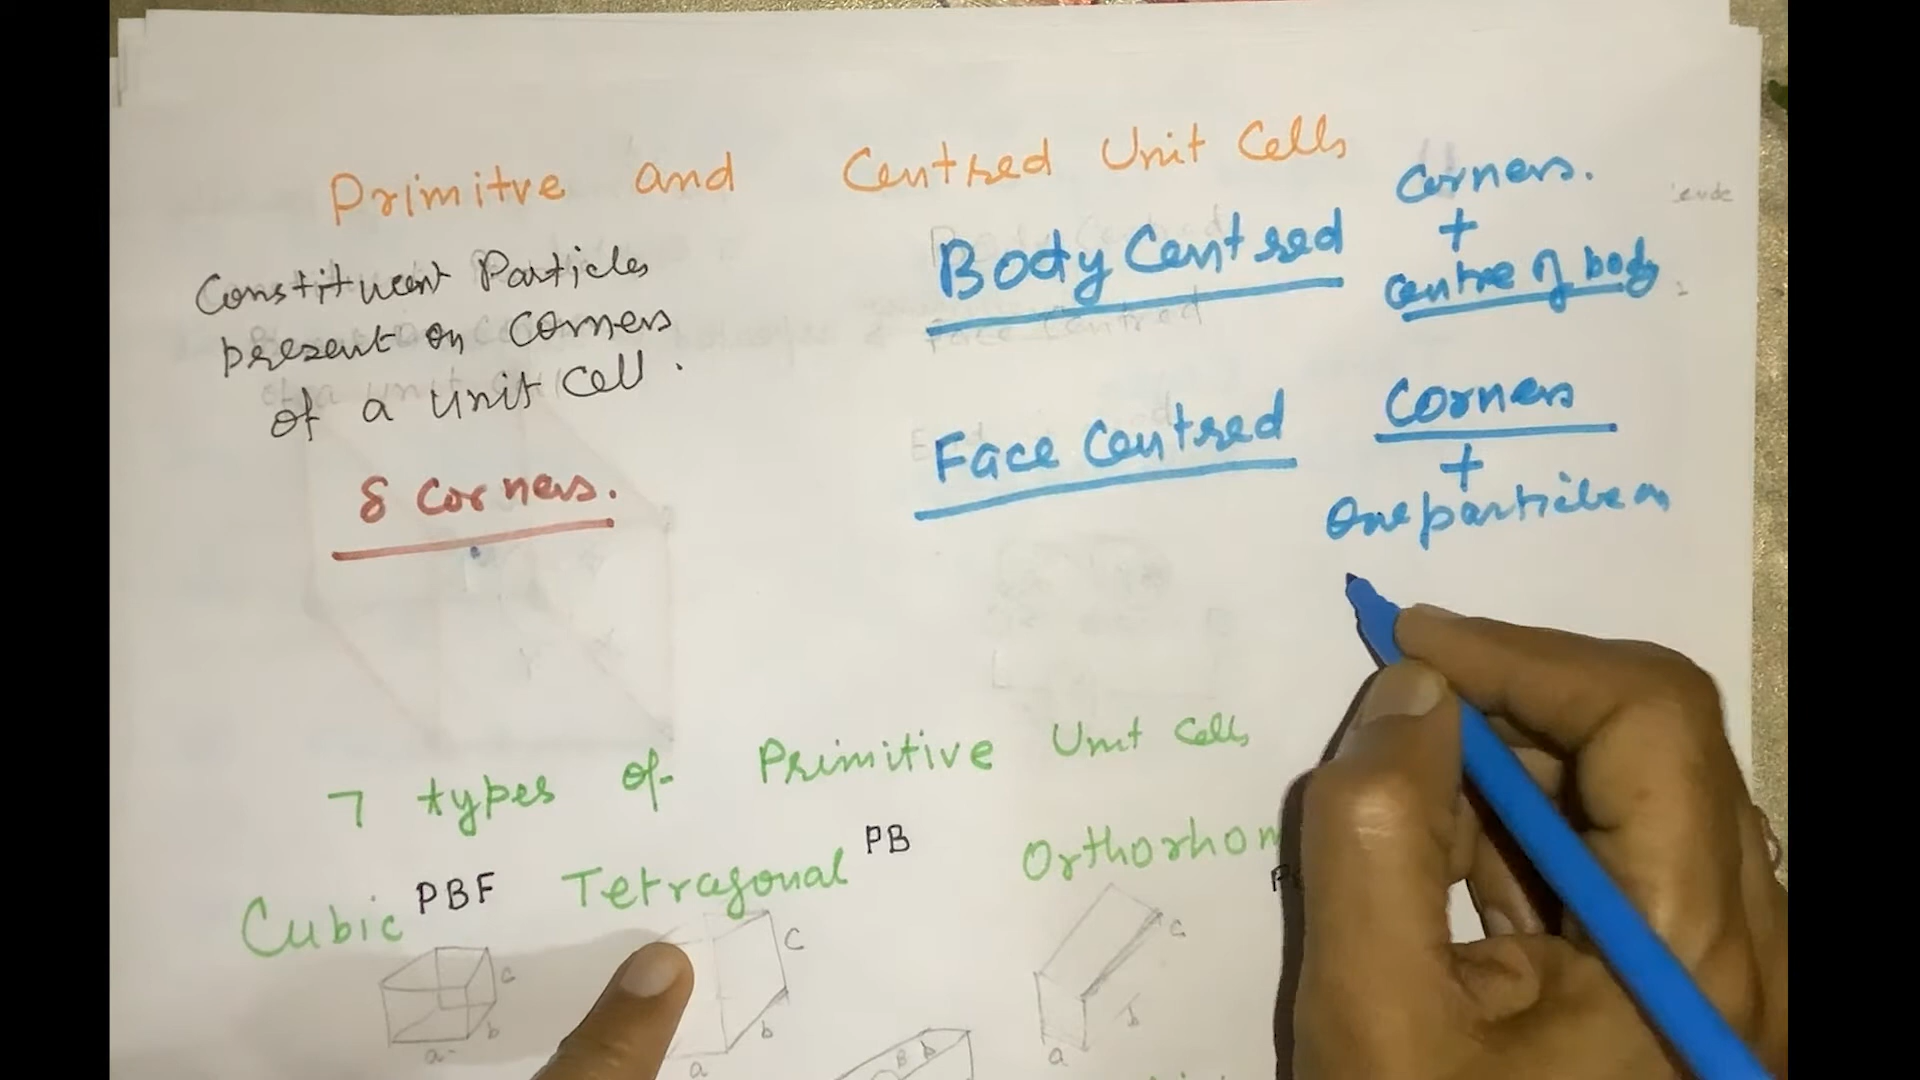 Primitve and Centred Unit Cells
Constituent Particles
present on Corners
of a Unit Cell.
8 Corners.
Body Centred
Corners.
+
centre of body
Face Centred
Corners
+
One particle on
7 types of Primitive Unit Cells
Cubic PBF Tetragonal PB Orthorhom
c
b
a
c
b
a
c
b
a